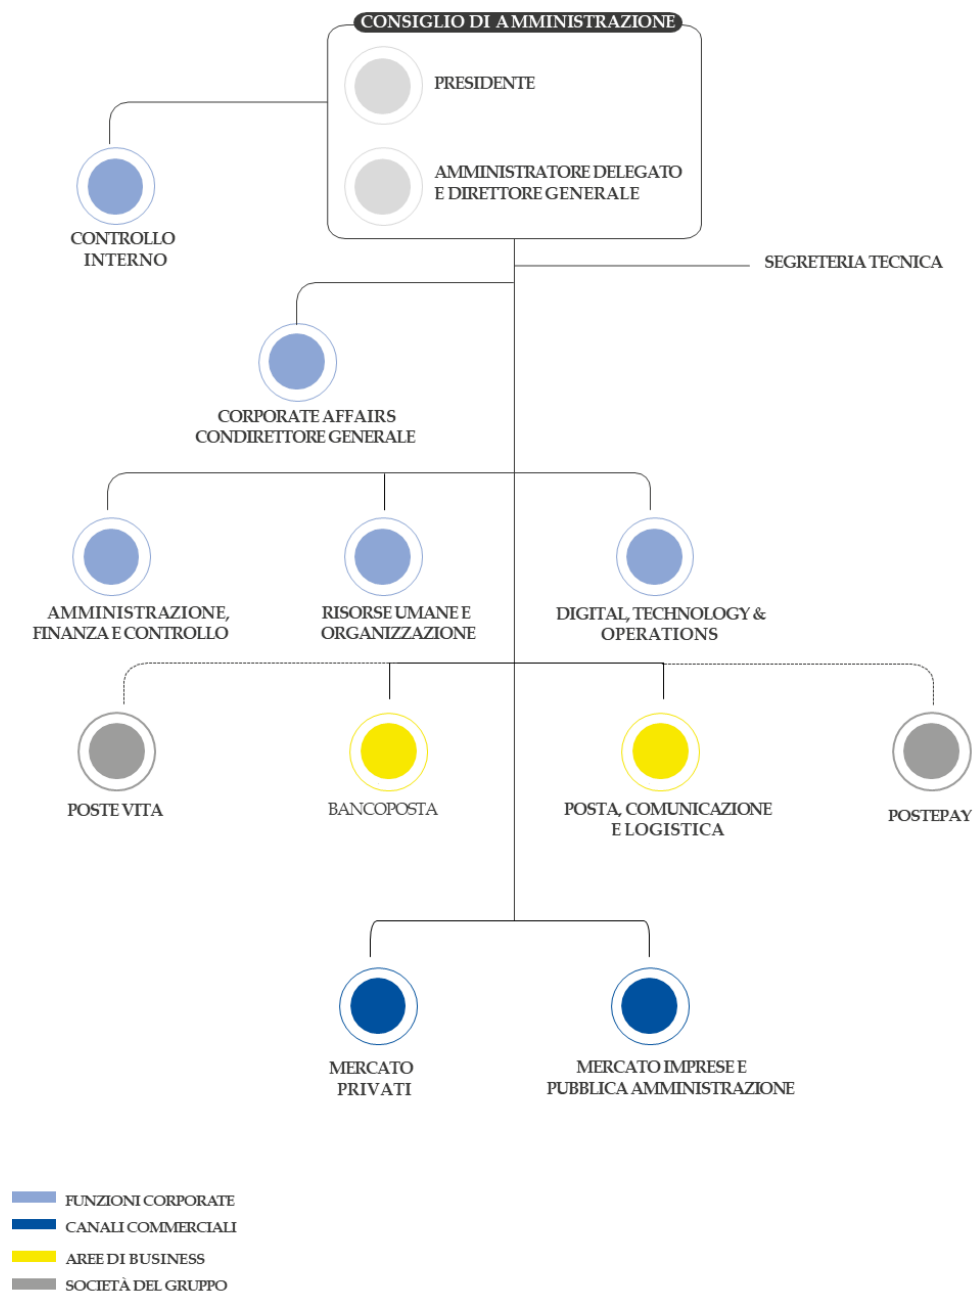 CONSIGLIO DI AMMINISTRAZIONE
PRESIDENTE
AMMINISTRATORE DELEGATO
E DIRETTORE GENERALE
CONTROLLO
INTERNO
SEGRETERIA TECNICA
CORPORATE AFFAIRS
CONDIRETTORE GENERALE
AMMINISTRAZIONE,
FINANZA E CONTROLLO
RISORSE UMANE E
ORGANIZZAZIONE
DIGITAL, TECHNOLOGY &
OPERATIONS
POSTE VITA
BANCOPOSTA
POSTA, COMUNICAZIONE
E LOGISTICA
POSTEPAY
MERCATO
PRIVATI
MERCATO IMPRESE E
PUBBLICA AMMINISTRAZIONE
FUNZIONI CORPORATE
CANALI COMMERCIALI
AREE DI BUSINESS
SOCIETÀ DEL GRUPPO